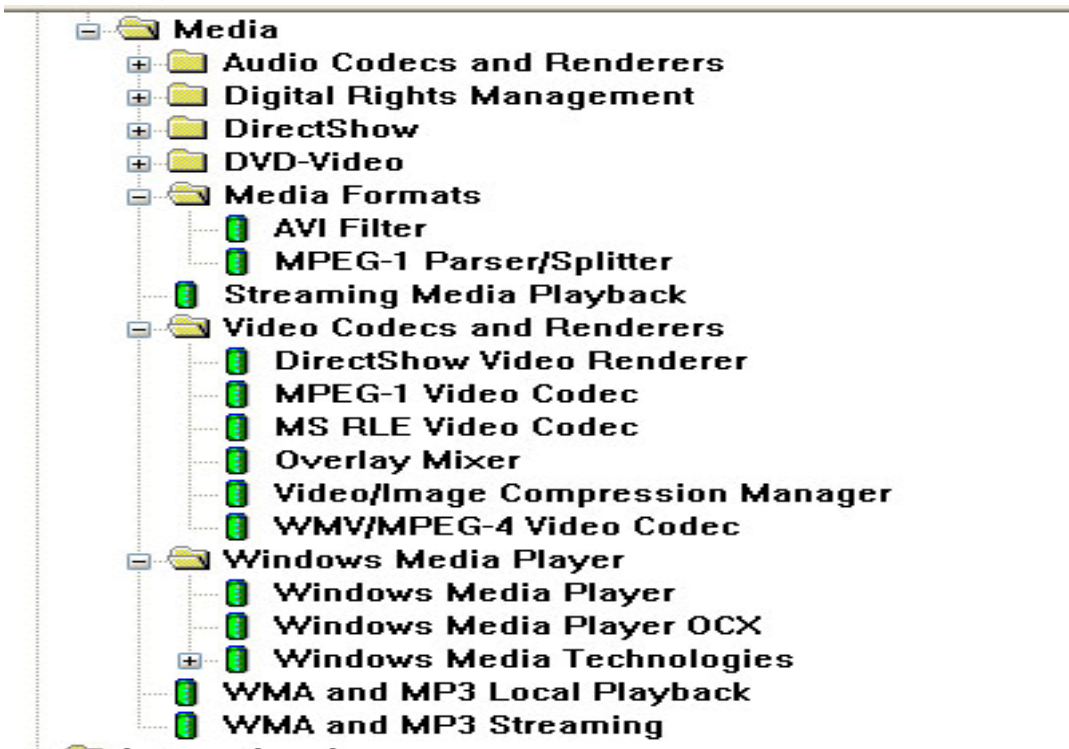 Media
Audio Codecs and Renderers
Digital Rights Management
DirectShow
DVD-Video
Media Formats
AVI Filter
MPEG-1 Parser/Splitter
Streaming Media Playback
Video Codecs and Renderers
DirectShow Video Renderer
MPEG-1 Video Codec
MS RLE Video Codec
Overlay Mixer
Video/Image Compression Manager
WMV/MPEG-4 Video Codec
Windows Media Player
Windows Media Player
Windows Media Player OCX
Windows Media Technologies
WMA and MP3 Local Playback
WMA and MP3 Streaming